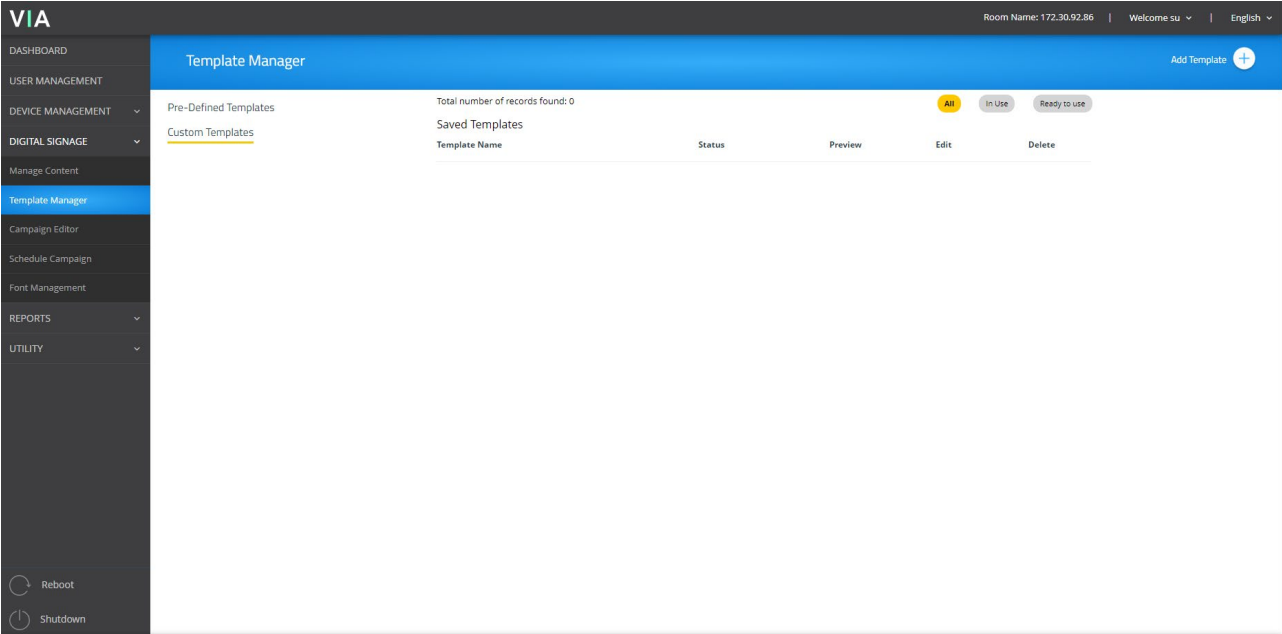 VIA
Room Name: 172.30.92.86 | Welcome su | English
DASHBOARD
USER MANAGEMENT
DEVICE MANAGEMENT
DIGITAL SIGNAGE
Manage Content
Template Manager
Campaign Editor
Schedule Campaign
Font Management
REPORTS
UTILITY
Reboot
Shutdown
Template Manager
Add Template
Pre-Defined Templates
Custom Templates
Total number of records found: 0
All In Use Ready to use
Saved Templates
Template Name Status Preview Edit Delete